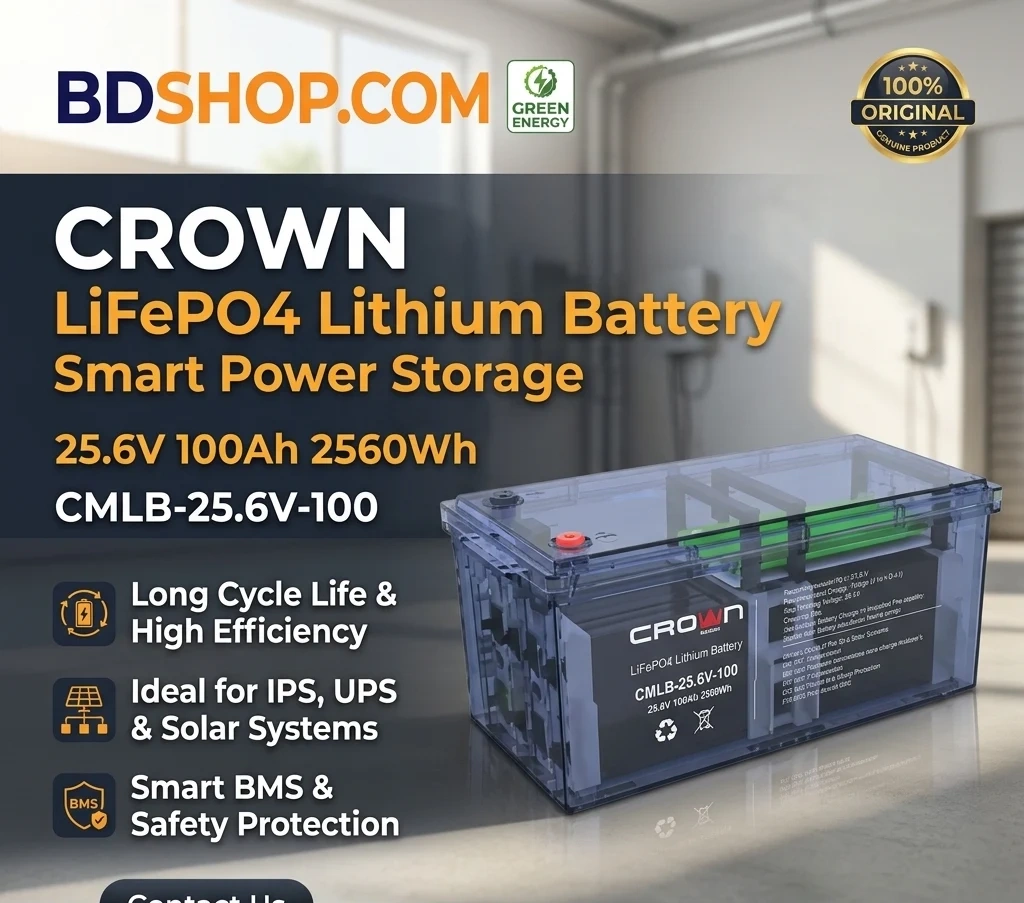 BDSHOP.COM
GREEN
ENERGY
100%
ORIGINAL
GENUINE PRODUCT
CROWN
LiFePO4 Lithium Battery
Smart Power Storage
25.6V 100Ah 2560Wh
CMLB-25.6V-100
Long Cycle Life &
High Efficiency
Ideal for IPS, UPS
& Solar Systems
BMS
Smart BMS &
Safety Protection
CROWN
LiFePO4 Lithium Battery
CMLB-25.6V-100
25.6V 100Ah 2560Wh
Contact Us